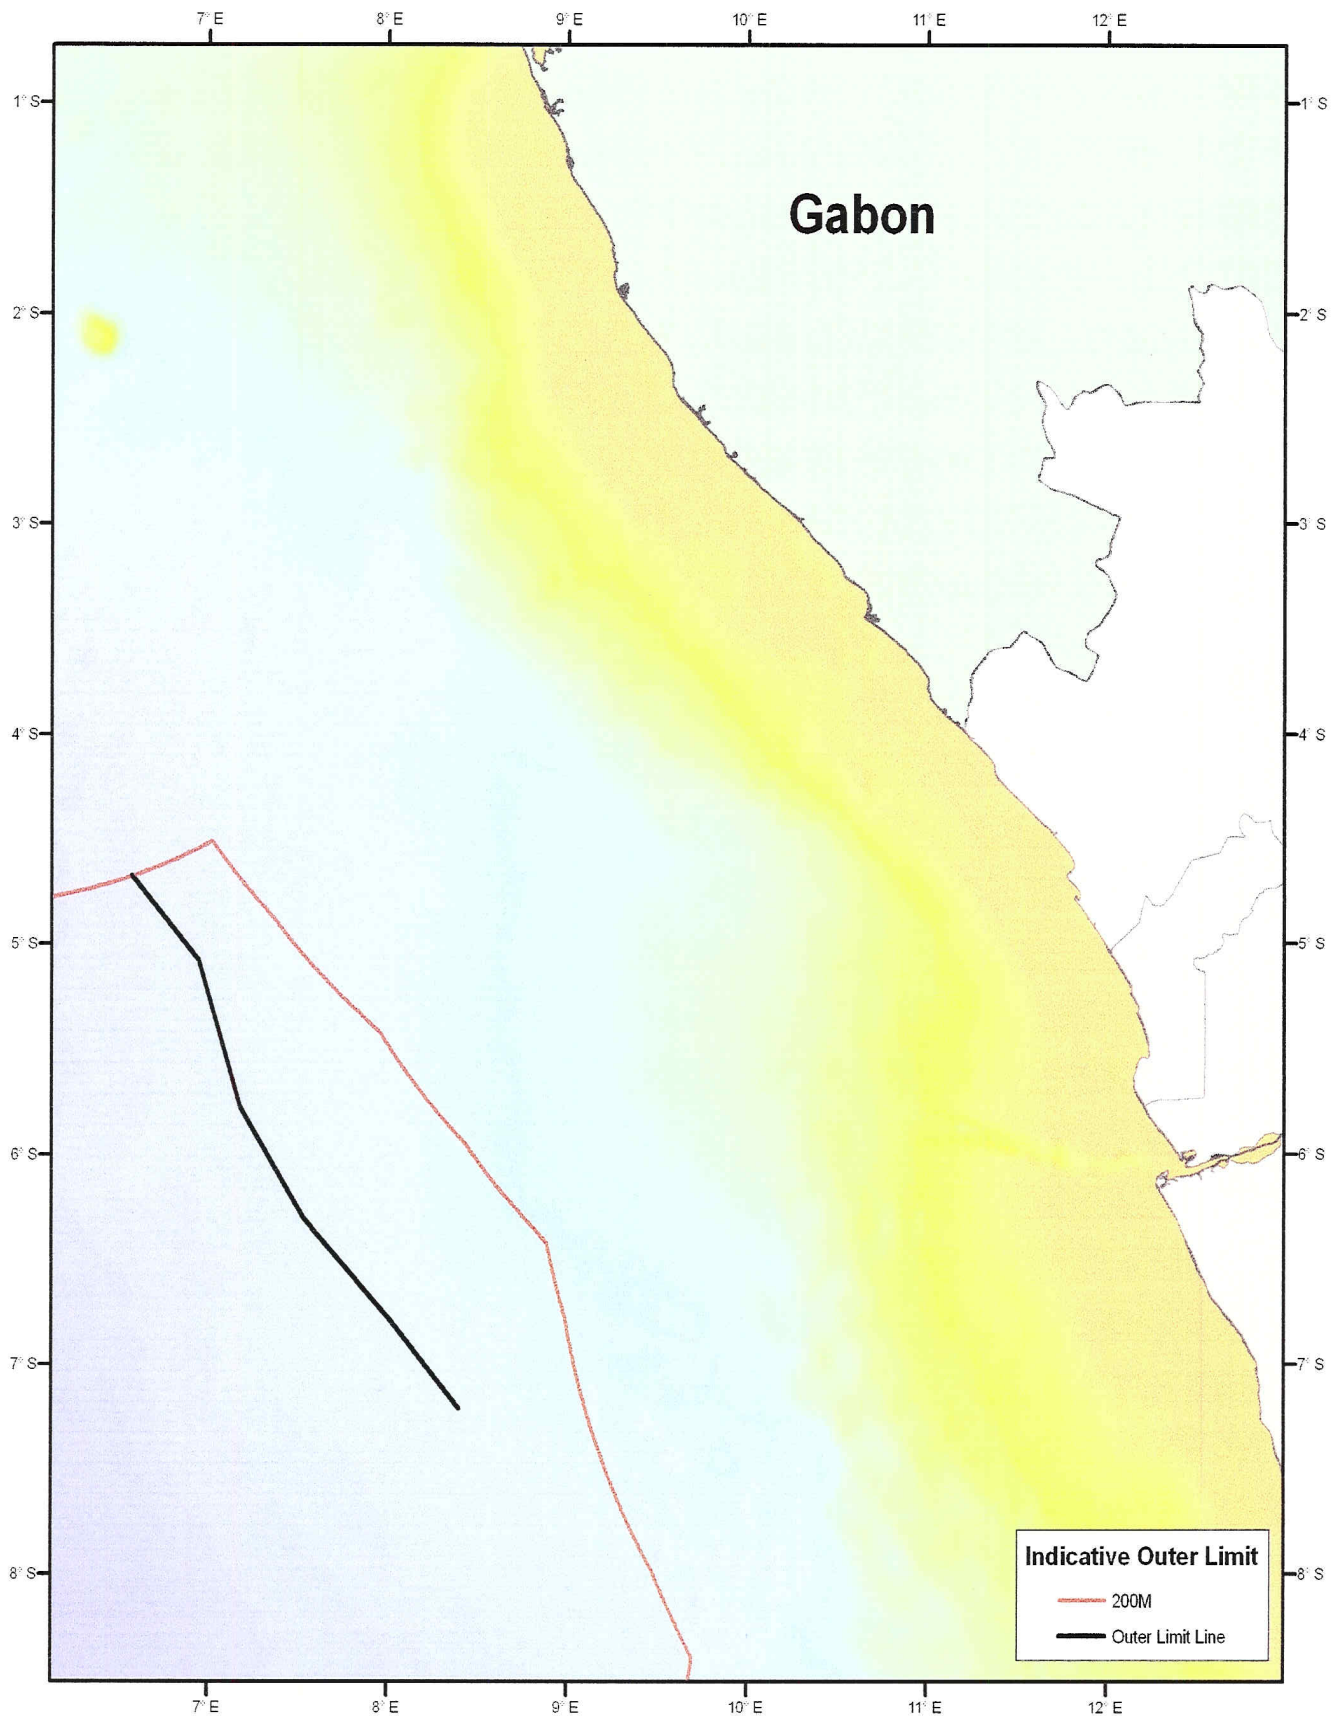 7° E 8° E 9° E 10° E 11° E 12° E
1° S 1° S
Gabon
2° S 2° S
3° S 3° S
4° S 4° S
5° S 5° S
6° S 6° S
7° S 7° S
Indicative Outer Limit
8° S 8° S
200M
Outer Limit Line
7° E 8° E 9° E 10° E 11° E 12° E